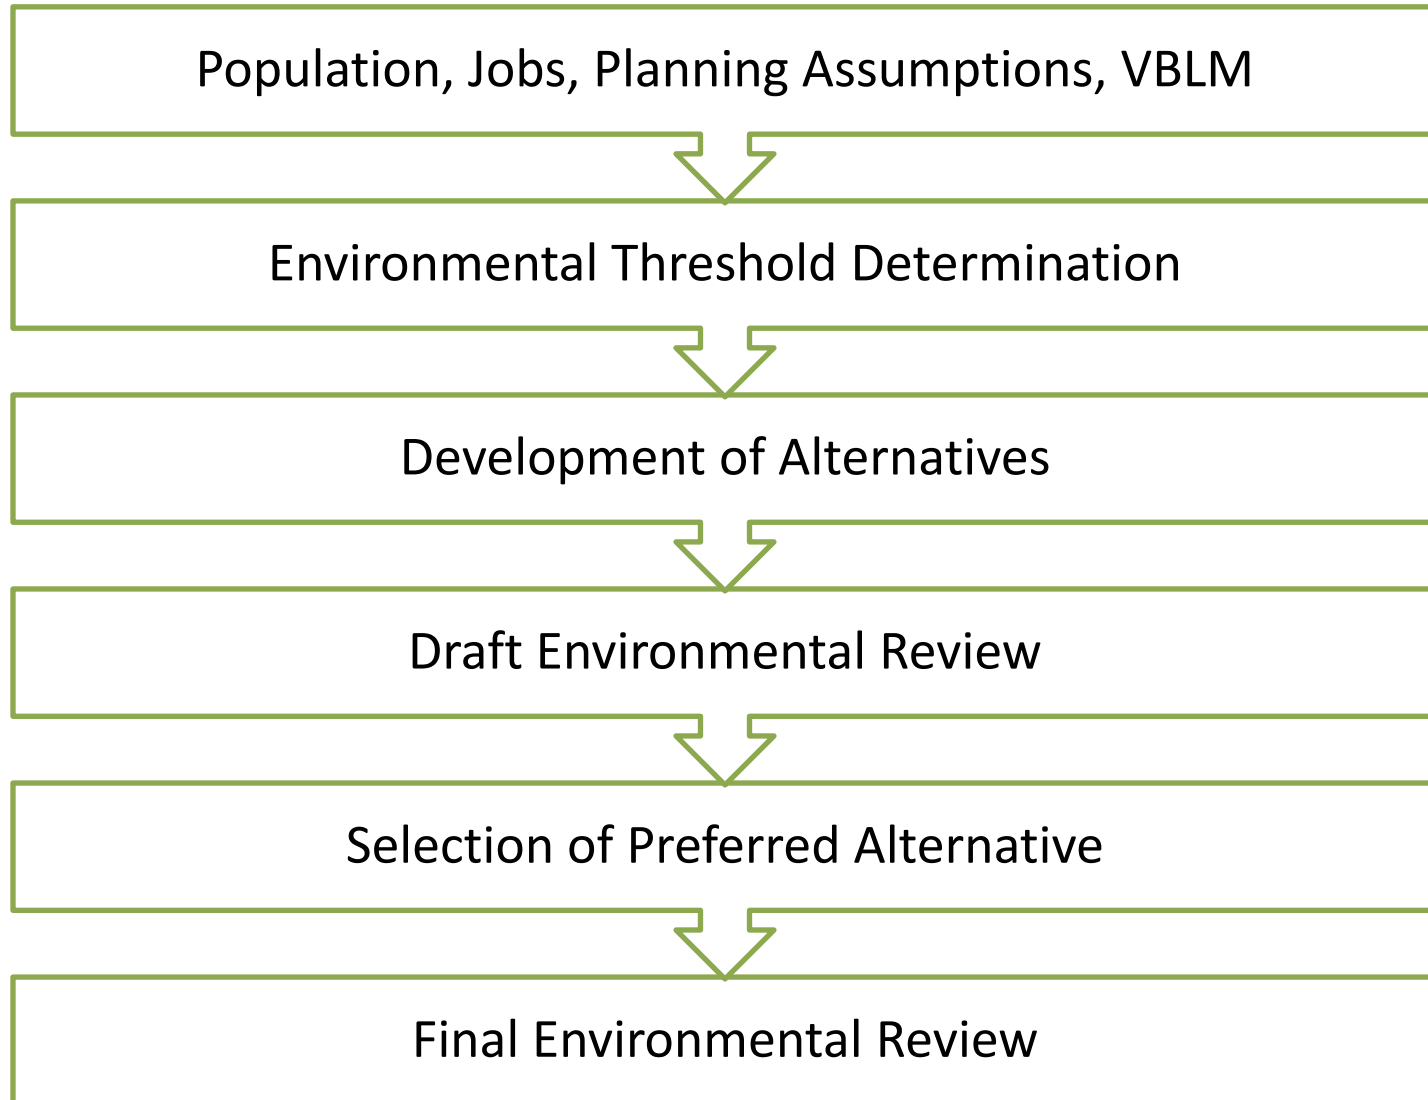 Population, Jobs, Planning Assumptions, VBLM
Environmental Threshold Determination
Development of Alternatives
Draft Environmental Review
Selection of Preferred Alternative
Final Environmental Review